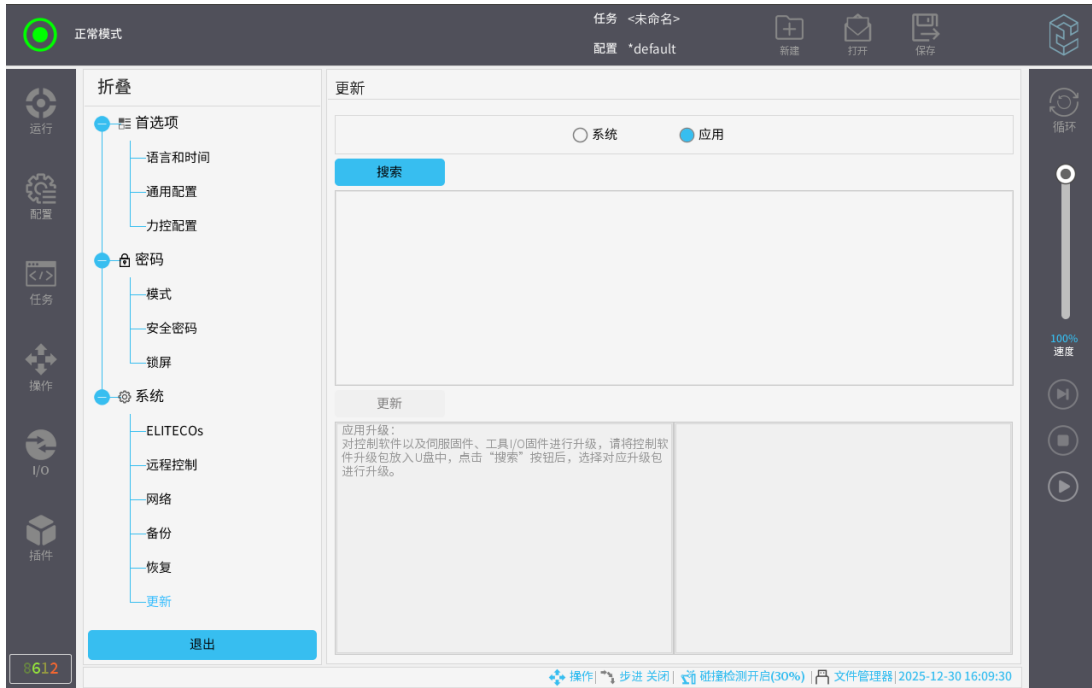 正常模式
任务 <未命名>
配置 *default
新建
打开
保存
运行
配置
任务
操作
I/O
插件
8612
折叠
首选项
语言和时间
通用配置
力控配置
密码
模式
安全密码
锁屏
系统
ELITECOs
远程控制
网络
备份
恢复
更新
退出
更新
系统
应用
搜索
更新
应用升级：
对控制软件以及伺服固件、工具I/O固件进行升级，请将控制软
件升级包放入U盘中，点击“搜索”按钮后，选择对应升级包
进行升级。
循环
100%
速度
操作| 步进 关闭| 碰撞检测开启(30%) | 文件管理器| 2025-12-30 16:09:30